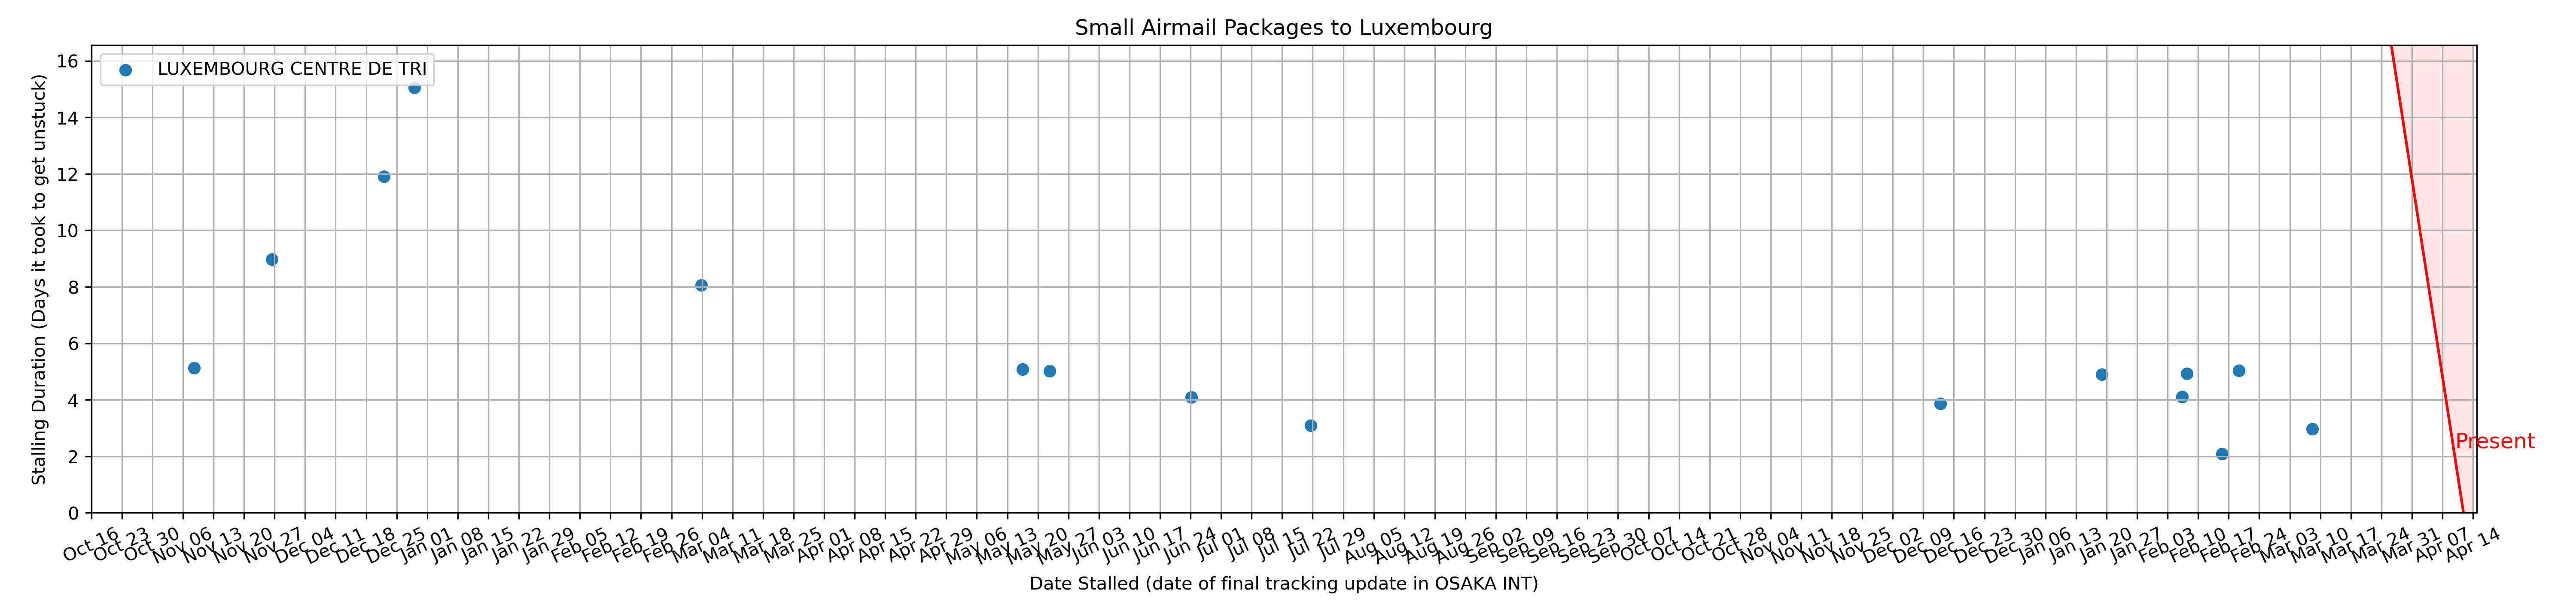 Small Airmail Packages to Luxembourg
LUXEMBOURG CENTRE DE TRI
Stalling Duration (Days it took to get unstuck)
16
14
12
10
8
6
4
2
0
Present
Oct 16
Oct 23
Oct 30
Nov 06
Nov 13
Nov 20
Nov 27
Dec 04
Dec 11
Dec 18
Dec 25
Jan 01
Jan 08
Jan 15
Jan 22
Jan 29
Feb 05
Feb 12
Feb 19
Feb 26
Mar 04
Mar 11
Mar 18
Mar 25
Apr 01
Apr 08
Apr 15
Apr 22
Apr 29
May 06
May 13
May 20
May 27
Jun 03
Jun 10
Jun 17
Jun 24
Jul 01
Jul 08
Jul 15
Jul 22
Jul 29
Aug 05
Aug 12
Aug 19
Aug 26
Sep 02
Sep 09
Sep 16
Sep 23
Sep 30
Oct 07
Oct 14
Oct 21
Oct 28
Nov 04
Nov 11
Nov 18
Nov 25
Dec 02
Dec 09
Dec 16
Dec 23
Dec 30
Jan 06
Jan 13
Jan 20
Jan 27
Feb 03
Feb 10
Feb 17
Feb 24
Mar 03
Mar 10
Mar 17
Mar 24
Mar 31
Apr 07
Apr 14
Date Stalled (date of final tracking update in OSAKA INT)